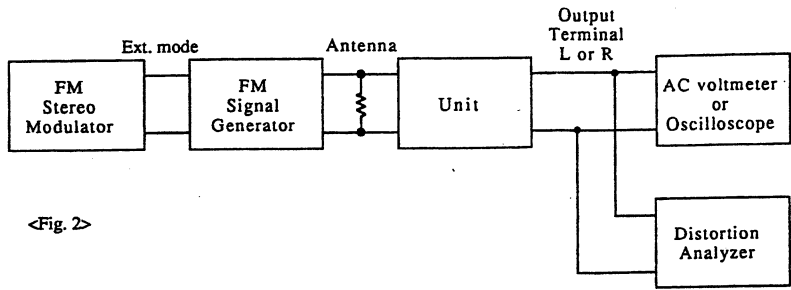 Output
Terminal
L or R
Ext. mode
Antenna
FM
Stereo
Modulator
FM
Signal
Generator
Unit
AC voltmeter
or
Oscilloscope
<Fig. 2>
Distortion
Analyzer